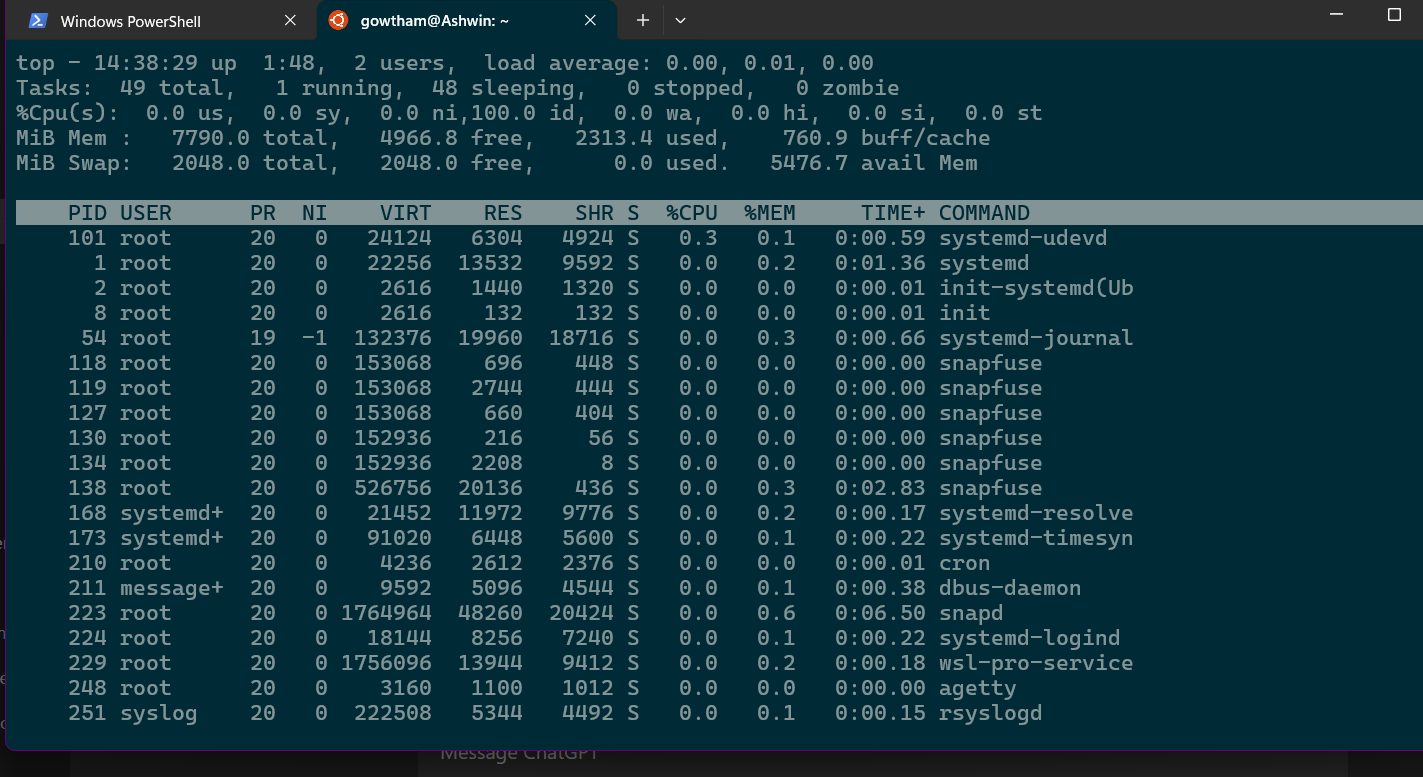 Windows PowerShell
gowtham@Ashwin: ~
top - 14:38:29 up  1:48,  2 users,  load average: 0.00, 0.01, 0.00
Tasks:  49 total,   1 running,  48 sleeping,   0 stopped,   0 zombie
%Cpu(s):  0.0 us,  0.0 sy,  0.0 ni,100.0 id,  0.0 wa,  0.0 hi,  0.0 si,  0.0 st
MiB Mem :   7790.0 total,   4966.8 free,   2313.4 used,    760.9 buff/cache
MiB Swap:   2048.0 total,   2048.0 free,      0.0 used.   5476.7 avail Mem
    PID USER      PR  NI    VIRT    RES    SHR S  %CPU  %MEM     TIME+ COMMAND
    101 root      20   0   24124   6304   4924 S   0.3   0.1   0:00.59 systemd-udevd
      1 root      20   0   22256  13532   9592 S   0.0   0.2   0:01.36 systemd
      2 root      20   0    2616   1440   1320 S   0.0   0.0   0:00.01 init-systemd(Ub
      8 root      20   0    2616    132    132 S   0.0   0.0   0:00.01 init
     54 root      19  -1  132376  19960  18716 S   0.0   0.3   0:00.66 systemd-journal
    118 root      20   0  153068    696    448 S   0.0   0.0   0:00.00 snapfuse
    119 root      20   0  153068   2744    444 S   0.0   0.0   0:00.00 snapfuse
    127 root      20   0  153068    660    404 S   0.0   0.0   0:00.00 snapfuse
    130 root      20   0  152936    216     56 S   0.0   0.0   0:00.00 snapfuse
    134 root      20   0  152936   2208      8 S   0.0   0.0   0:00.00 snapfuse
    138 root      20   0  526756  20136    436 S   0.0   0.3   0:02.83 snapfuse
    168 systemd+  20   0   21452  11972   9776 S   0.0   0.2   0:00.17 systemd-resolve
    173 systemd+  20   0   91020   6448   5600 S   0.0   0.1   0:00.22 systemd-timesyn
    210 root      20   0    4236   2612   2376 S   0.0   0.0   0:00.01 cron
    211 message+  20   0    9592   5096   4544 S   0.0   0.1   0:00.38 dbus-daemon
    223 root      20   0 1764964  48260  20424 S   0.0   0.6   0:06.50 snapd
    224 root      20   0   18144   8256   7240 S   0.0   0.1   0:00.22 systemd-logind
    229 root      20   0 1756096  13944   9412 S   0.0   0.2   0:00.18 wsl-pro-service
    248 root      20   0    3160   1100   1012 S   0.0   0.0   0:00.00 agetty
    251 syslog    20   0  222508   5344   4492 S   0.0   0.1   0:00.15 rsyslogd
Message ChatGPT